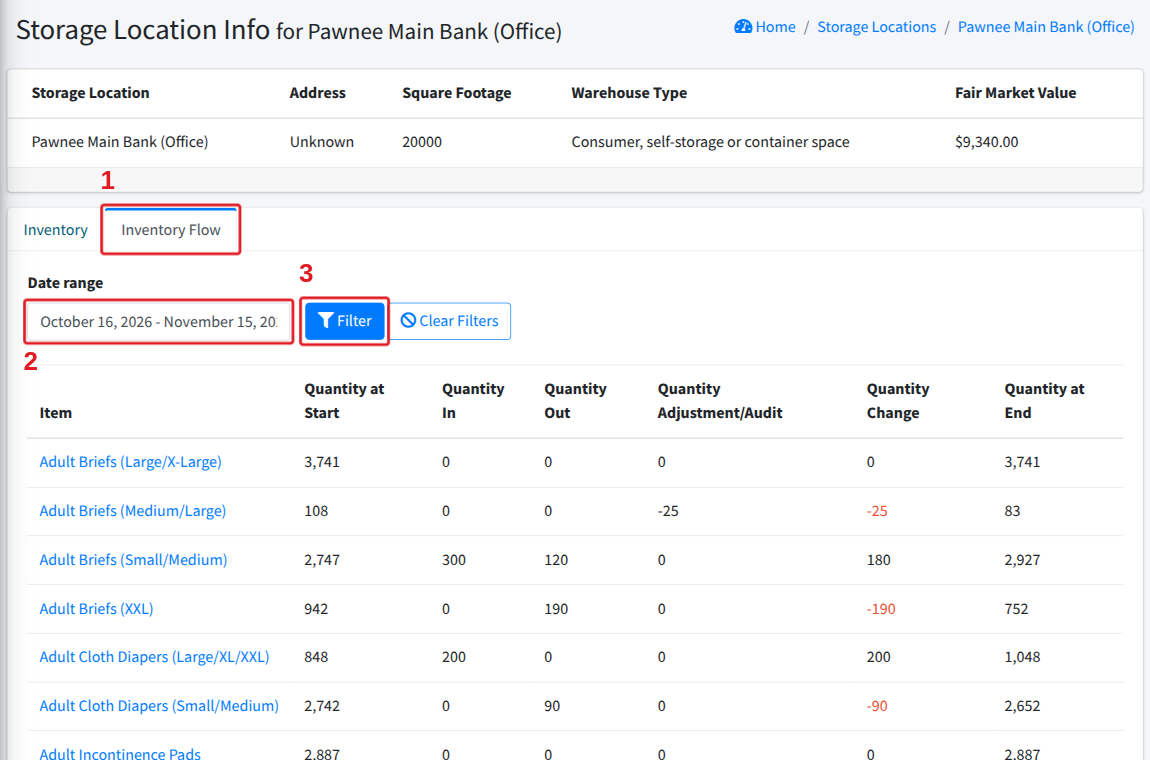 Storage Location Info for Pawnee Main Bank (Office)
Home / Storage Locations / Pawnee Main Bank (Office)
Storage Location Address Square Footage Warehouse Type Fair Market Value
Pawnee Main Bank (Office) Unknown 20000 Consumer, self-storage or container space $9,340.00
1
Inventory Inventory Flow
Date range
3
October 16, 2026 - November 15, 20 Filter Clear Filters
2
Item Quantity at Start Quantity In Quantity Out Quantity Adjustment/Audit Quantity Change Quantity at End
Adult Briefs (Large/X-Large) 3,741 0 0 0 0 3,741
Adult Briefs (Medium/Large) 108 0 0 -25 -25 83
Adult Briefs (Small/Medium) 2,747 300 120 0 180 2,927
Adult Briefs (XXL) 942 0 190 0 -190 752
Adult Cloth Diapers (Large/XL/XXL) 848 200 0 0 200 1,048
Adult Cloth Diapers (Small/Medium) 2,742 0 90 0 -90 2,652
Adult Incontinence Pads 2,887 0 0 0 0 2,887